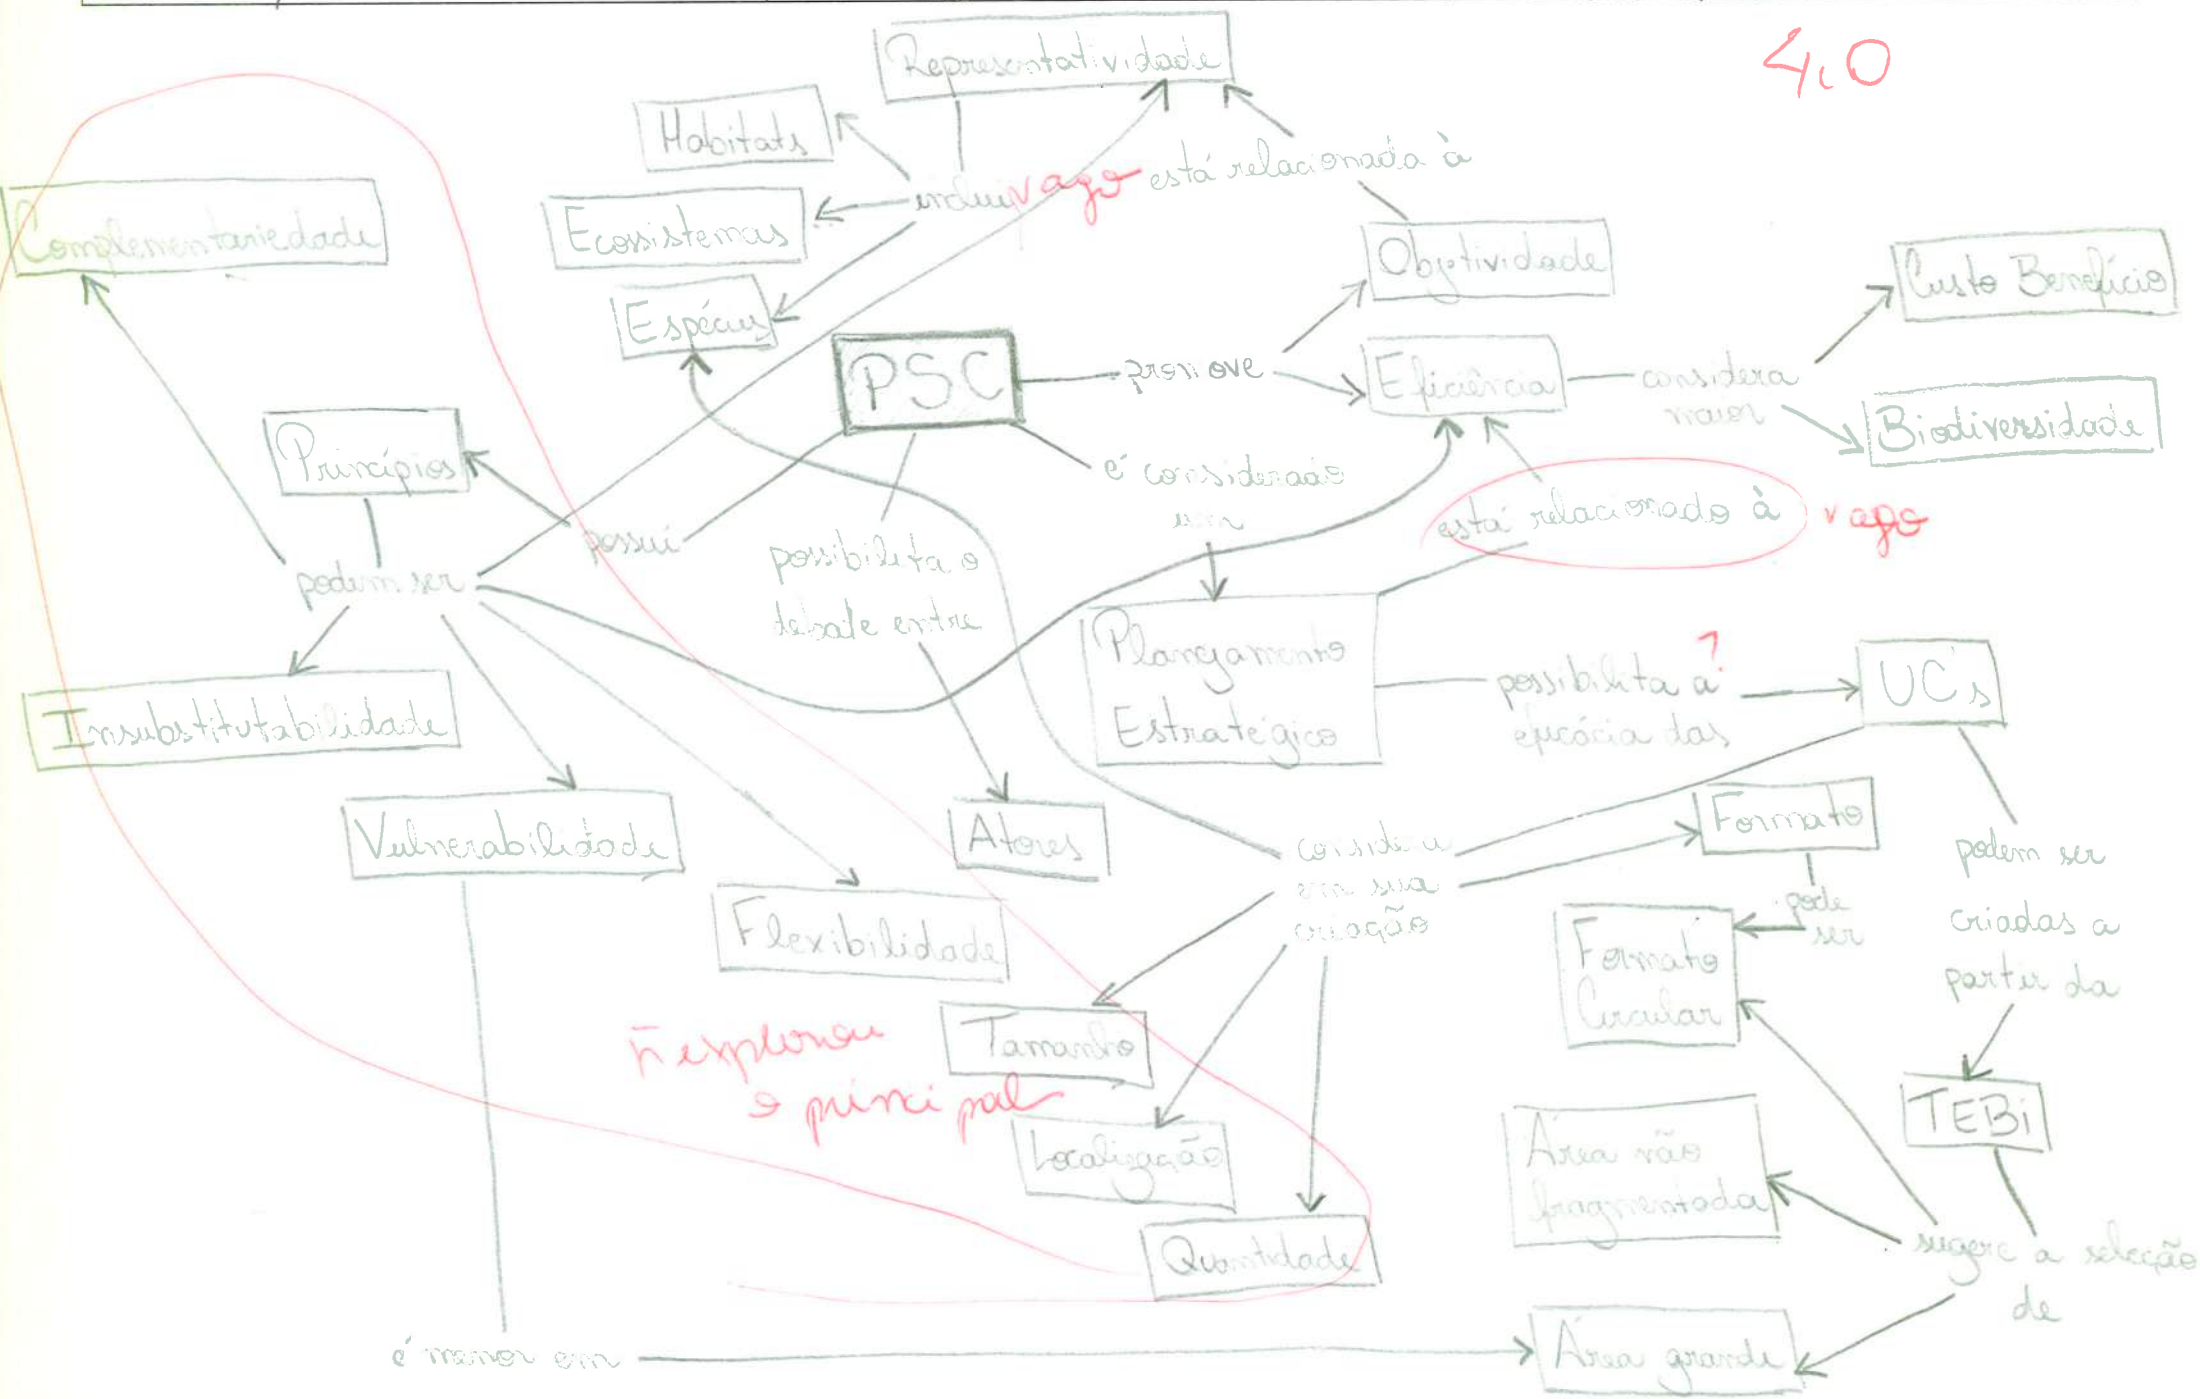 4,0
Representatividade
Habitats
está relacionada à
inclui
vago
Complementariedade
Ecossistemas
Objetividade
Custo Benefício
Espécies
PSC
promove
Eficiência
considera
maior
Biodiversidade
Princípios
é considerado
um
está relacionado à
vago
possui
possibilita o
debate entre
podem ser
Planejamento
Estratégico
?
possibilita a
eficácia das
UC's
Insubstitutabilidade
Vulnerabilidade
Atores
Formato
considera
em sua
criação
podem ser
criadas a
partir da
pode
ser
Flexibilidade
Formato
Circular
Tamanho
ñ explorou
o principal
TEBi
Localização
Área não
fragmentada
Quantidade
sugere a seleção
de
é menor em
Área grande